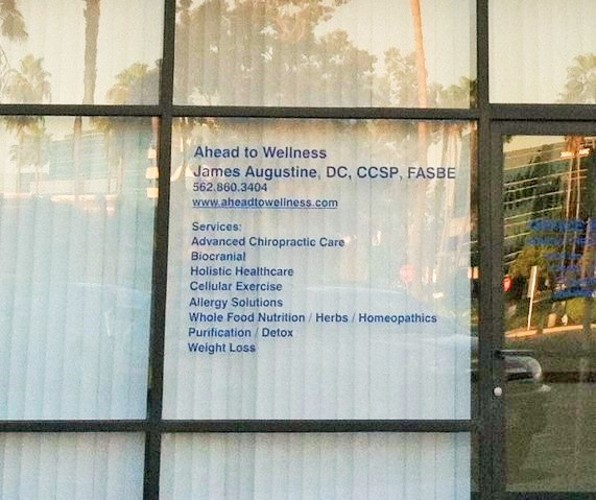 Ahead to Wellness
James Augustine, DC, CCSP, FASBE
562.860.3404
www.aheadtowellness.com
Services:
Advanced Chiropractic Care
Biocranial
Holistic Healthcare
Cellular Exercise
Allergy Solutions
Whole Food Nutrition / Herbs / Homeopathics
Purification / Detox
Weight Loss